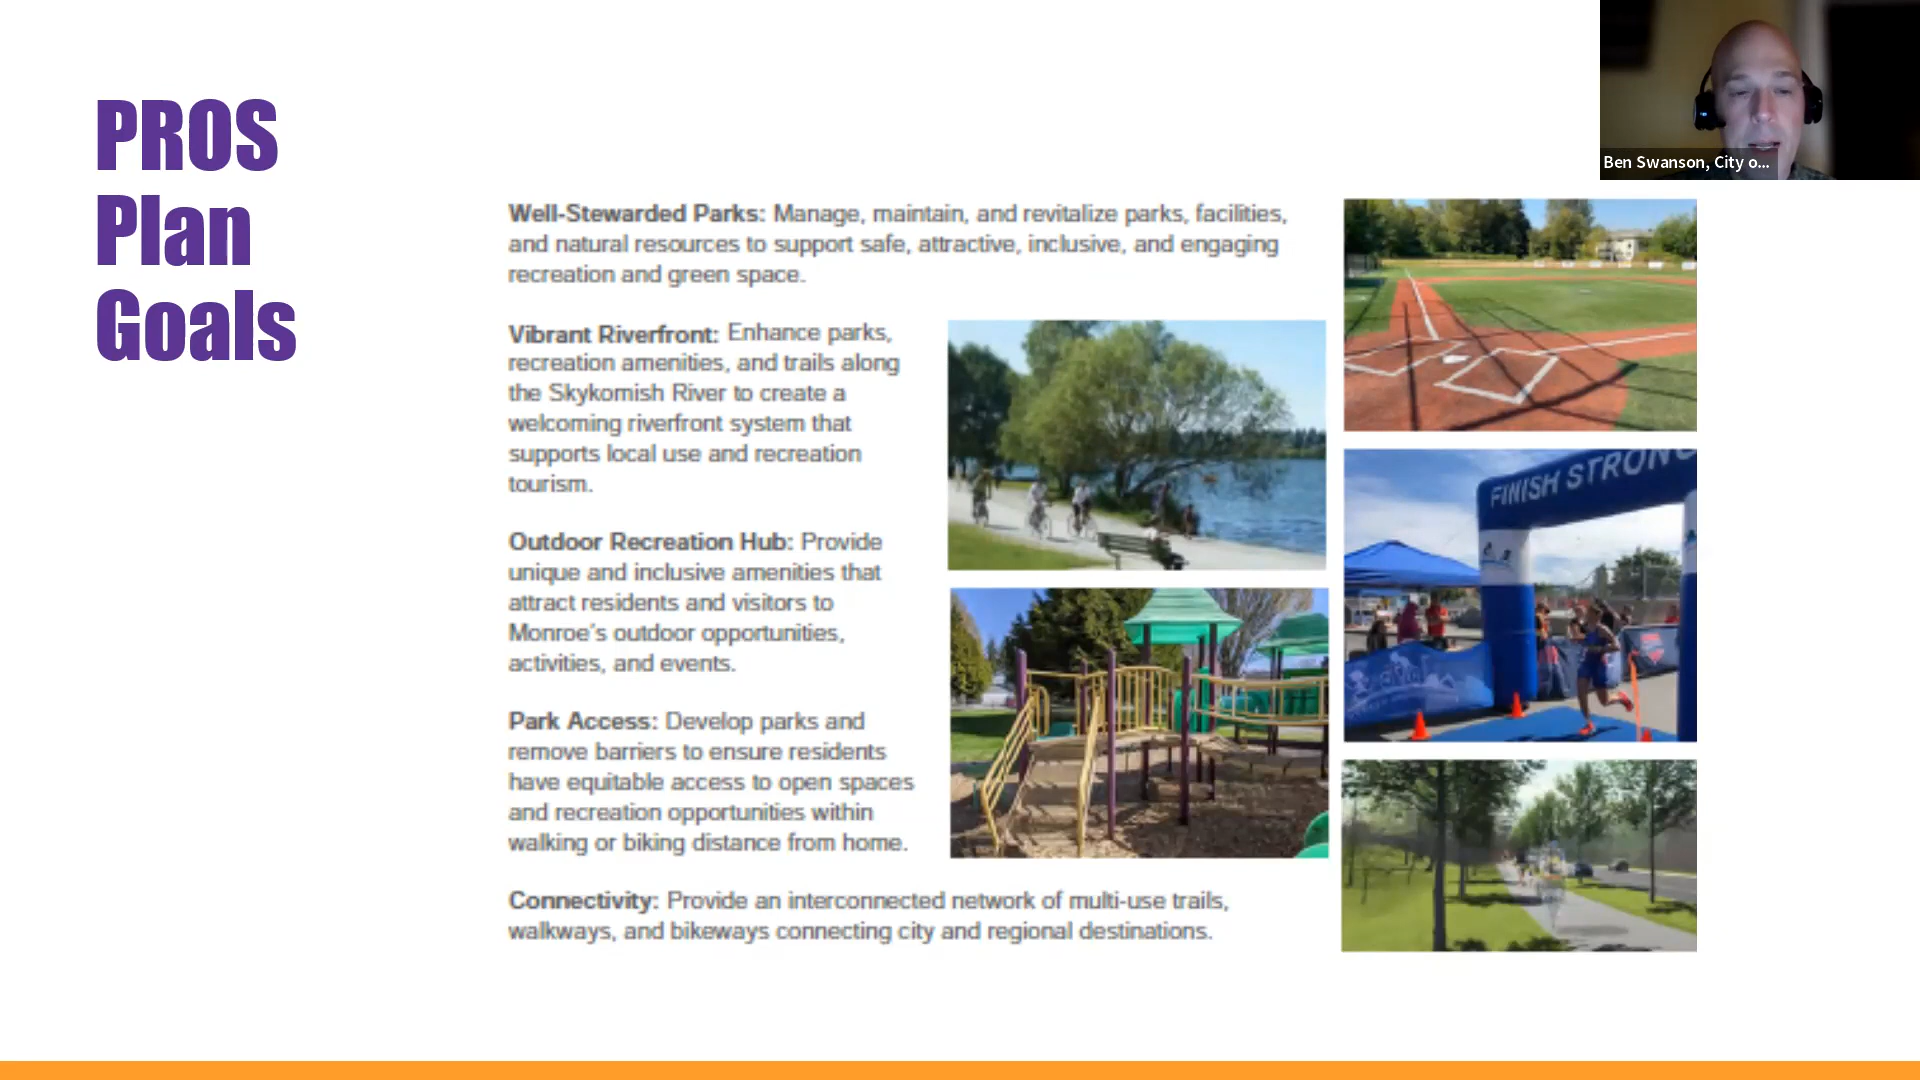 PROS
Plan
Goals
Ben Swanson, City o...
Well-Stewarded Parks: Manage, maintain, and revitalize parks, facilities,
and natural resources to support safe, attractive, inclusive, and engaging
recreation and green space.
Vibrant Riverfront: Enhance parks,
recreation amenities, and trails along
the Skykomish River to create a
welcoming riverfront system that
supports local use and recreation
tourism.
Outdoor Recreation Hub: Provide
unique and inclusive amenities that
attract residents and visitors to
Monroe's outdoor opportunities,
activities, and events.
Park Access: Develop parks and
remove barriers to ensure residents
have equitable access to open spaces
and recreation opportunities within
walking or biking distance from home.
Connectivity: Provide an interconnected network of multi-use trails,
walkways, and bikeways connecting city and regional destinations.
FINISH STRONG